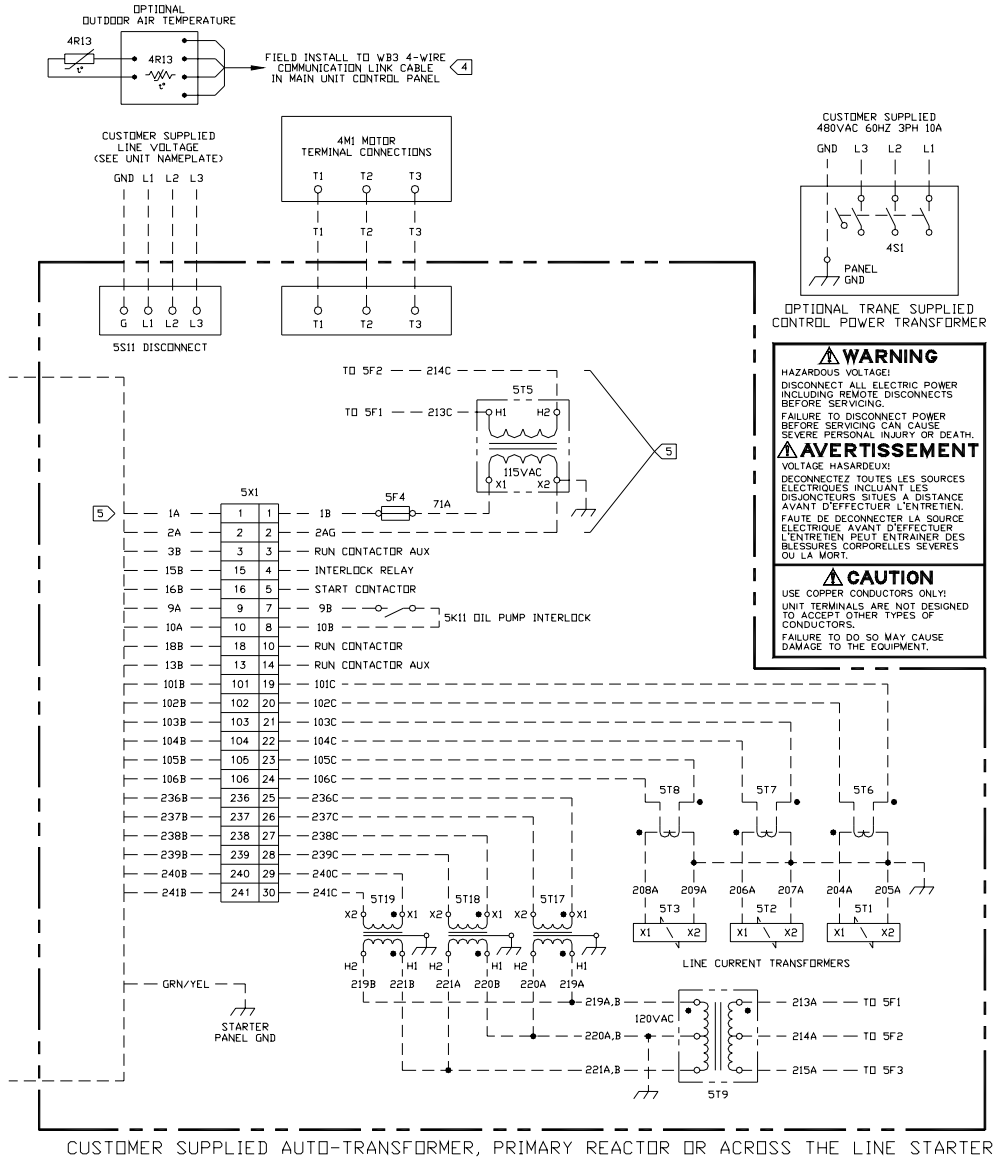 OPTIONAL
OUTDOOR AIR TEMPERATURE
4R13
4R13
t°
t°
FIELD INSTALL TO WB3 4-WIRE
COMMUNICATION LINK CABLE
IN MAIN UNIT CONTROL PANEL
4
CUSTOMER SUPPLIED
LINE VOLTAGE
(SEE UNIT NAMEPLATE)
GND L1 L2 L3
4M1 MOTOR
TERMINAL CONNECTIONS
T1 T2 T3
T1 T2 T3
CUSTOMER SUPPLIED
480VAC 60HZ 3PH 10A
GND L3 L2 L1
4S1
PANEL
GND
OPTIONAL TRANE SUPPLIED
CONTROL POWER TRANSFORMER
G L1 L2 L3
5S11 DISCONNECT
T1 T2 T3
WARNING
HAZARDOUS VOLTAGE!
DISCONNECT ALL ELECTRIC POWER
INCLUDING REMOTE DISCONNECTS
BEFORE SERVICING.
FAILURE TO DISCONNECT POWER
BEFORE SERVICING CAN CAUSE
SEVERE PERSONAL INJURY OR DEATH.
AVERTISSEMENT
VOLTAGE HASARDEUX!
DECONNECTEZ TOUTES LES SOURCES
ELECTRIQUES INCLUANT LES
DISJONCTEURS SITUES A DISTANCE
AVANT D'EFFECTUER L'ENTRETIEN.
FAUTE DE DECONNECTER LA SOURCE
ELECTRIQUE AVANT D'EFFECTUER
L'ENTRETIEN PEUT ENTRAINER DES
BLESSURES CORPORELLES SEVERES
OU LA MORT.
CAUTION
USE COPPER CONDUCTORS ONLY!
UNIT TERMINALS ARE NOT DESIGNED
TO ACCEPT OTHER TYPES OF
CONDUCTORS.
FAILURE TO DO SO MAY CAUSE
DAMAGE TO THE EQUIPMENT.
TO 5F2 214C
5T5
TO 5F1 213C H1 H2
115VAC
X1 X2
5
5F4
71A
5X1
5
1A 1 1 1B
2A 2 2 2AG
3B 3 3 RUN CONTACTOR AUX
15B 15 4 INTERLOCK RELAY
16B 16 5 START CONTACTOR
9A 9 7 9B
5K11 OIL PUMP INTERLOCK
10A 10 8 10B
18B 18 10 RUN CONTACTOR
13B 13 14 RUN CONTACTOR AUX
101B 101 19 101C
102B 102 20 102C
103B 103 21 103C
104B 104 22 104C
105B 105 23 105C
106B 106 24 106C
236B 236 25 236C
237B 237 26 237C
238B 238 27 238C
239B 239 28 239C
240B 240 29 240C
241B 241 30 241C
5T8 5T7 5T6
208A 209A 206A 207A 204A 205A
5T3 5T2 5T1
X1 X2 X1 X2 X1 X2
LINE CURRENT TRANSFORMERS
5T19 5T18 5T17
X2 X1 X2 X1 X2 X1
H2 H1 H2 H1 H2 H1
219B 221B 221A 220B 220A 219A
GRN/YEL
STARTER
PANEL GND
219A,B 213A TO 5F1
120VAC
220A,B 214A TO 5F2
221A,B 215A TO 5F3
5T9
CUSTOMER SUPPLIED AUTO-TRANSFORMER, PRIMARY REACTOR OR ACROSS THE LINE STARTER